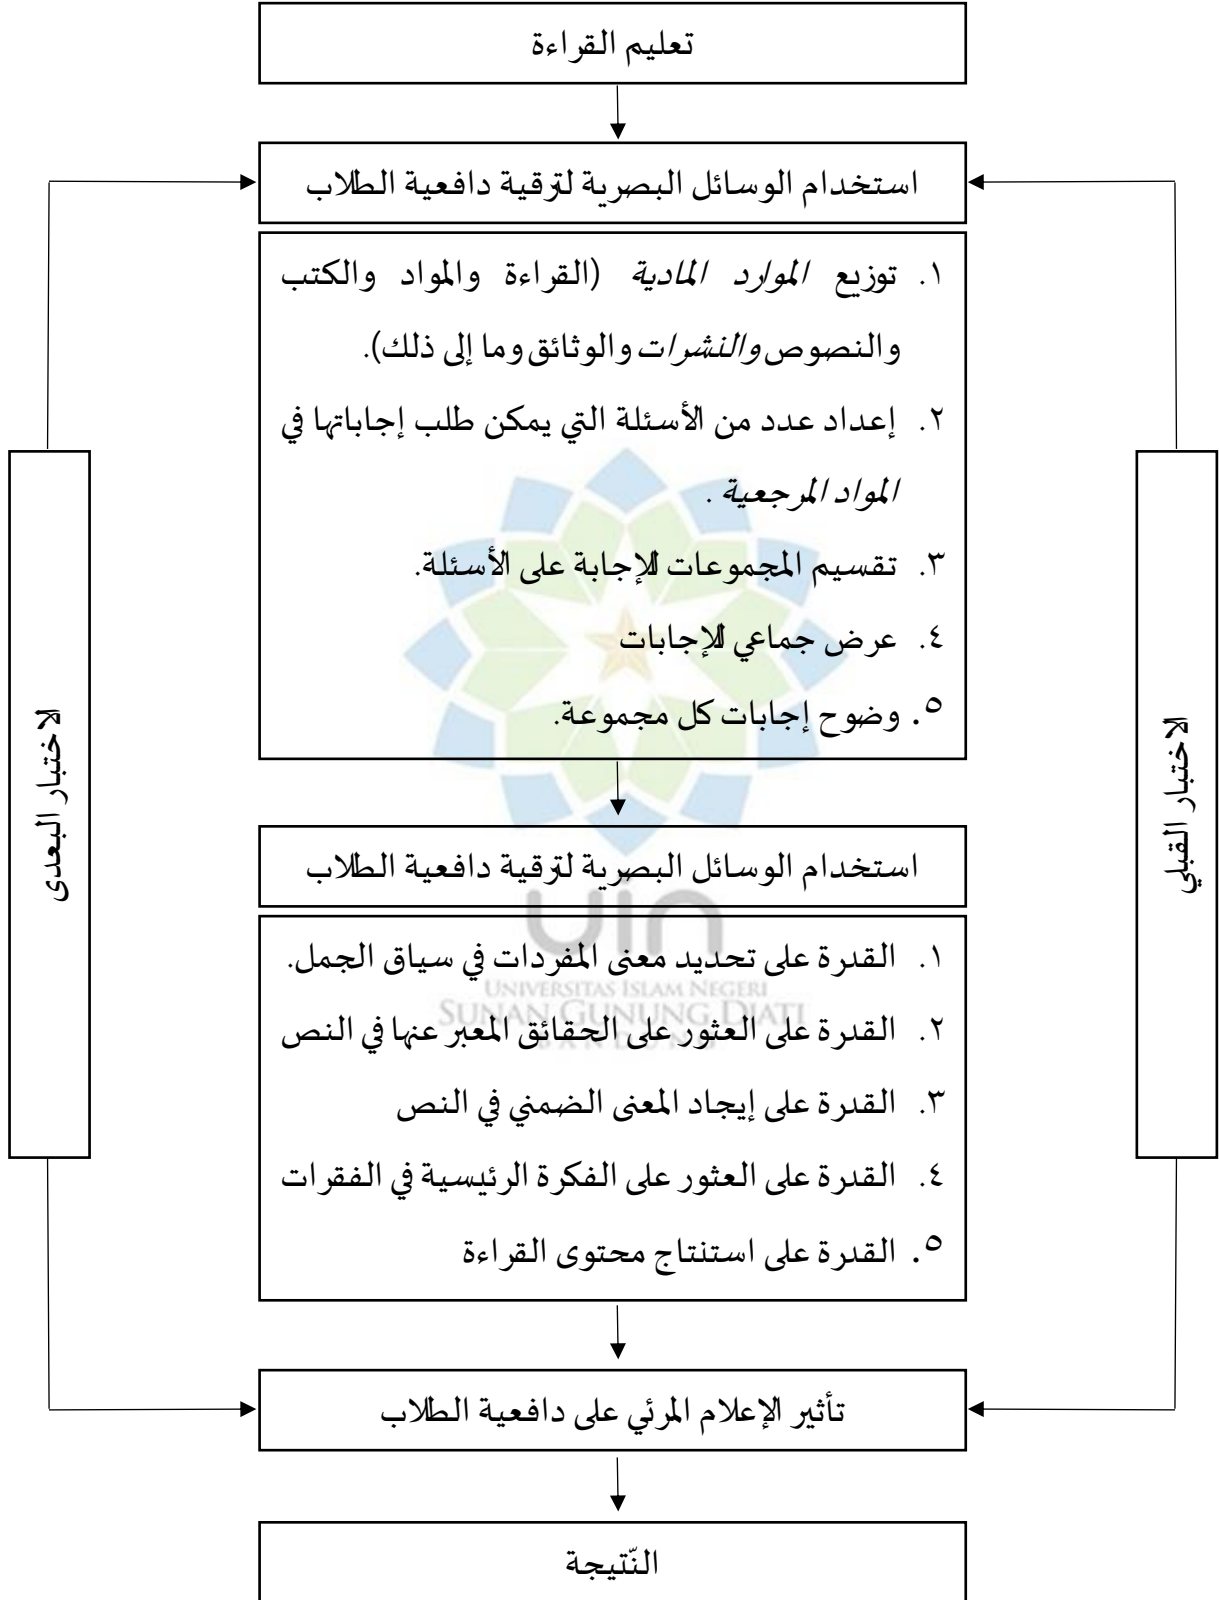 تعليم القراءة
استخدام الوسائل البصرية لترقية دافعية الطلاب
١. توزيع الموارد المادية (القراءة والمواد والكتب
والنصوص والنشرات والوثائق وما إلى ذلك).
٢. إعداد عدد من الأسئلة التي يمكن طلب إجاباتها في
المواد المرجعية .
٣. تقسيم المجموعات للإجابة على الأسئلة.
٤. عرض جماعي للإجابات
٥. وضوح إجابات كل مجموعة.
الاختبار القبلي
الاختبار البعدى
استخدام الوسائل البصرية لترقية دافعية الطلاب
uin
١. القدرة على تحديد معنى المفردات في سياق الجمل.
UNIVERSITAS ISLAM NEGERI
SUNAN GUNUNG DJATI
BANDUNG
٢. القدرة على العثور على الحقائق المعبر عنها في النص
٣. القدرة على إيجاد المعنى الضمني في النص
٤. القدرة على العثور على الفكرة الرئيسية في الفقرات
٥. القدرة على استنتاج محتوى القراءة
تأثير الإعلام المرئي على دافعية الطلاب
النّتيجة